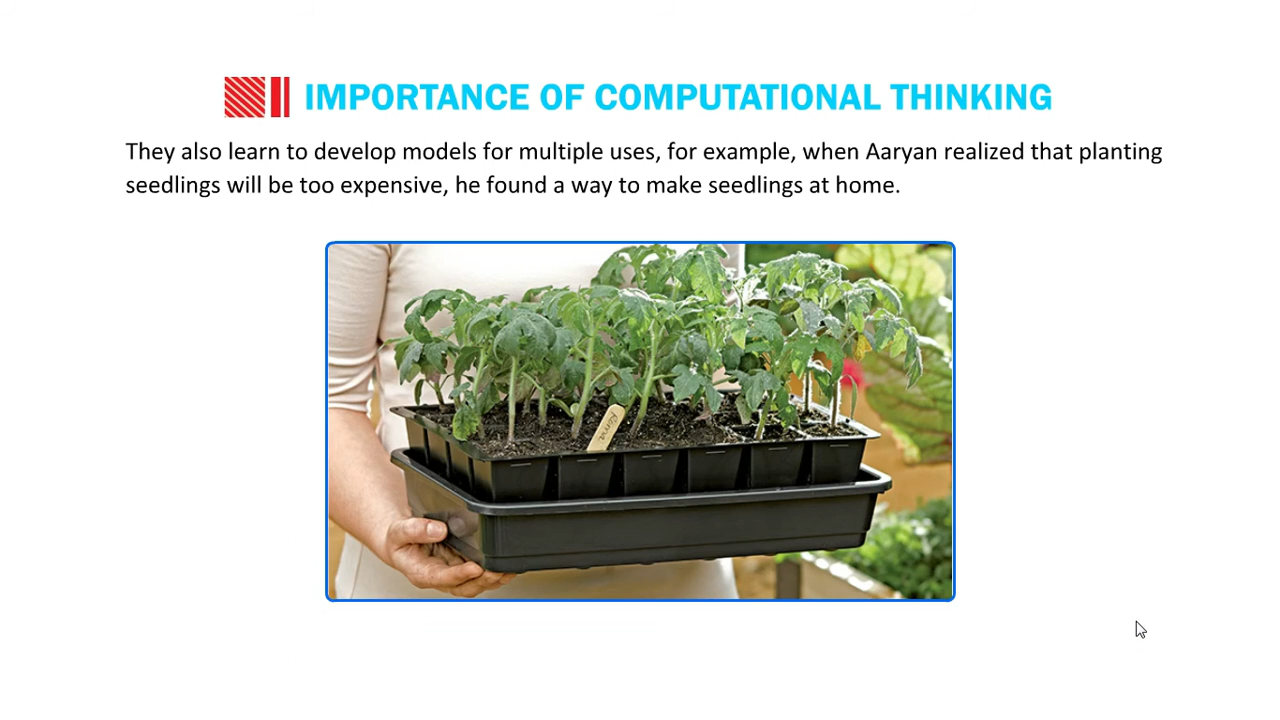 IMPORTANCE OF COMPUTATIONAL THINKING
They also learn to develop models for multiple uses, for example, when Aaryan realized that planting
seedlings will be too expensive, he found a way to make seedlings at home.